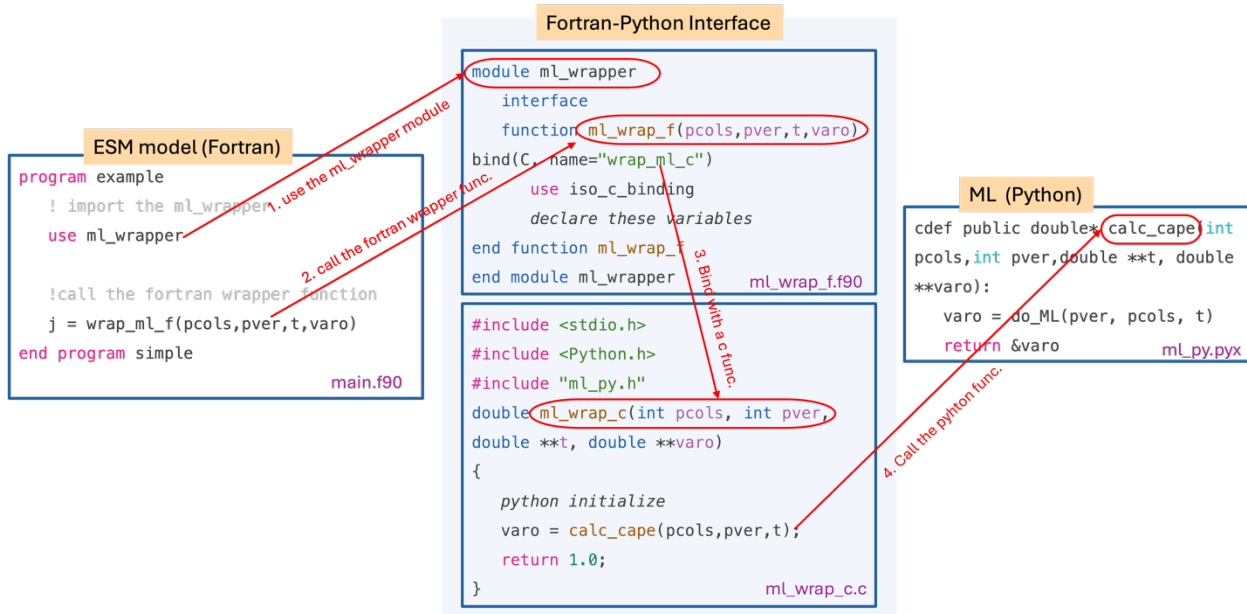 Fortran-Python Interface
module ml_wrapper
interface
function ml_wrap_f(pcols,pver,t,varo)
bind(C, name="wrap_ml_c")
use iso_c_binding
declare these variables
end function ml_wrap_f
end module ml_wrapper
ml_wrap_f.f90
ESM model (Fortran)
program example
! import the ml_wrapper
use ml_wrapper
!call the fortran wrapper function
j = wrap_ml_f(pcols,pver,t,varo)
end program simple
main.f90
1. use the ml_wrapper module
2. call the fortran wrapper func.
3. Bind with a c func.
4. Call the pyhton func.
#include <stdio.h>
#include <Python.h>
#include "ml_py.h"
double ml_wrap_c(int pcols, int pver,
double **t, double **varo)
{
python initialize
varo = calc_cape(pcols,pver,t);
return 1.0;
}
ml_wrap_c.c
ML (Python)
cdef public double* calc_cape(int
pcols,int pver,double **t, double
**varo):
varo = do_ML(pver, pcols, t)
return &varo
ml_py.pyx